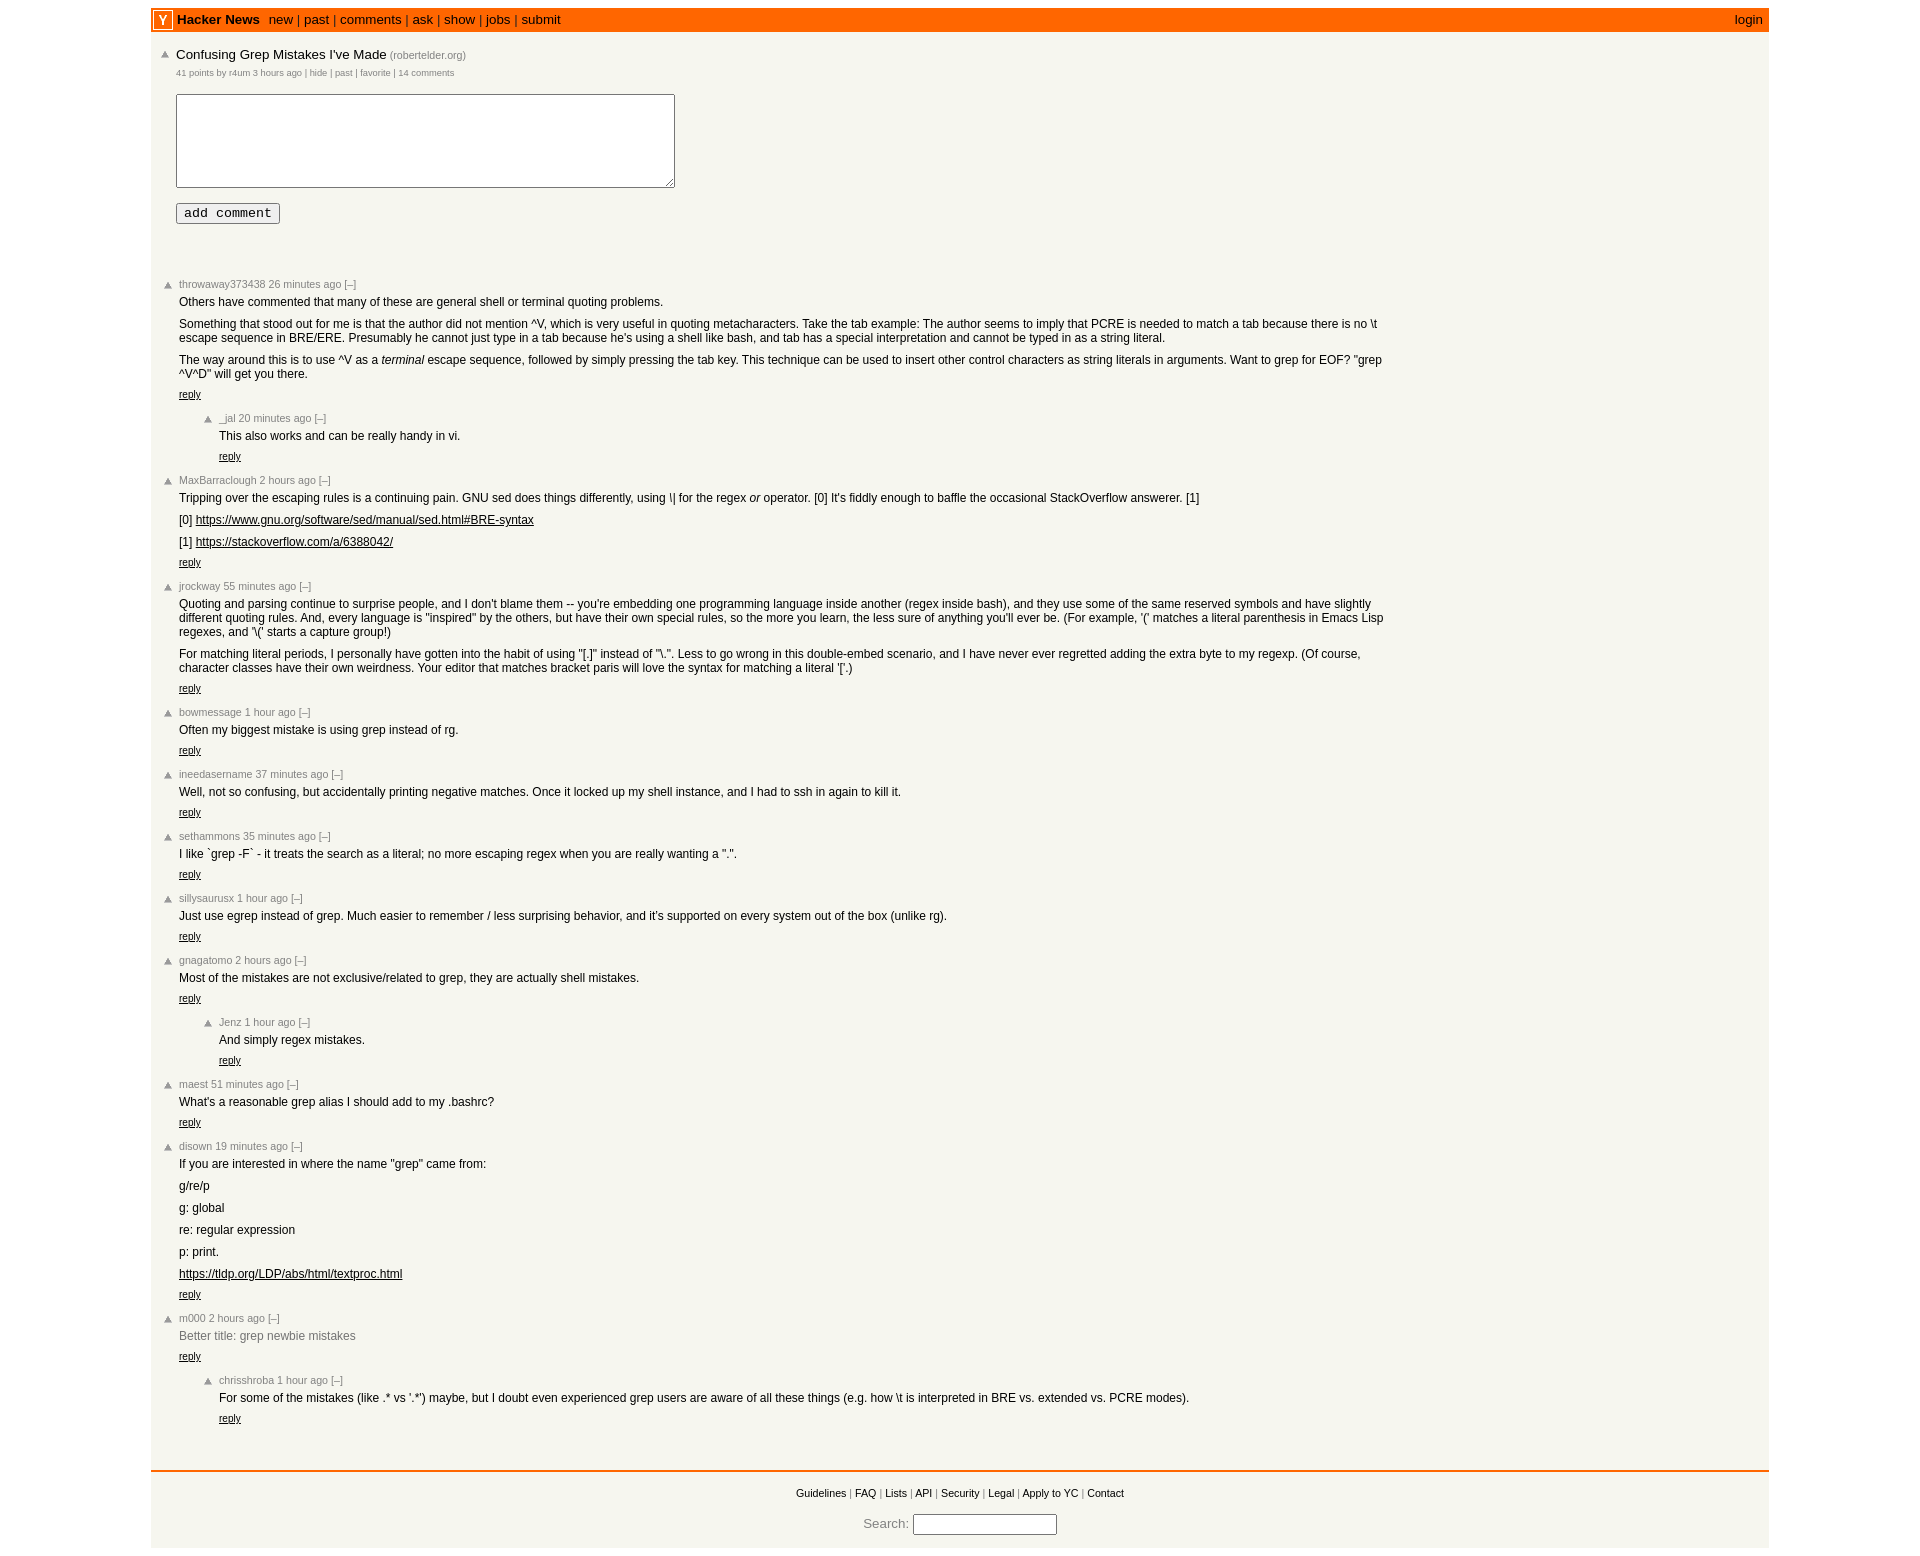 Y Hacker News new | past | comments | ask | show | jobs | submit login
Confusing Grep Mistakes I've Made (robertelder.org)
41 points by r4um 3 hours ago | hide | past | favorite | 14 comments
add comment
throwaway373438 26 minutes ago [–]
Others have commented that many of these are general shell or terminal quoting problems.
Something that stood out for me is that the author did not mention ^V, which is very useful in quoting metacharacters. Take the tab example: The author seems to imply that PCRE is needed to match a tab because there is no \t
escape sequence in BRE/ERE. Presumably he cannot just type in a tab because he's using a shell like bash, and tab has a special interpretation and cannot be typed in as a string literal.
The way around this is to use ^V as a terminal escape sequence, followed by simply pressing the tab key. This technique can be used to insert other control characters as string literals in arguments. Want to grep for EOF? "grep
^V^D" will get you there.
reply
_jal 20 minutes ago [–]
This also works and can be really handy in vi.
reply
MaxBarraclough 2 hours ago [–]
Tripping over the escaping rules is a continuing pain. GNU sed does things differently, using \| for the regex or operator. [0] It's fiddly enough to baffle the occasional StackOverflow answerer. [1]
[0] https://www.gnu.org/software/sed/manual/sed.html#BRE-syntax
[1] https://stackoverflow.com/a/6388042/
reply
jrockway 55 minutes ago [–]
Quoting and parsing continue to surprise people, and I don't blame them -- you're embedding one programming language inside another (regex inside bash), and they use some of the same reserved symbols and have slightly
different quoting rules. And, every language is "inspired" by the others, but have their own special rules, so the more you learn, the less sure of anything you'll ever be. (For example, '(' matches a literal parenthesis in Emacs Lisp
regexes, and '\(' starts a capture group!)
For matching literal periods, I personally have gotten into the habit of using "[.]" instead of "\.". Less to go wrong in this double-embed scenario, and I have never ever regretted adding the extra byte to my regexp. (Of course,
character classes have their own weirdness. Your editor that matches bracket paris will love the syntax for matching a literal '['.)
reply
bowmessage 1 hour ago [–]
Often my biggest mistake is using grep instead of rg.
reply
ineedasername 37 minutes ago [–]
Well, not so confusing, but accidentally printing negative matches. Once it locked up my shell instance, and I had to ssh in again to kill it.
reply
sethammons 35 minutes ago [–]
I like `grep -F` - it treats the search as a literal; no more escaping regex when you are really wanting a ".".
reply
sillysaurusx 1 hour ago [–]
Just use egrep instead of grep. Much easier to remember / less surprising behavior, and it's supported on every system out of the box (unlike rg).
reply
gnagatomo 2 hours ago [–]
Most of the mistakes are not exclusive/related to grep, they are actually shell mistakes.
reply
Jenz 1 hour ago [–]
And simply regex mistakes.
reply
maest 51 minutes ago [–]
What's a reasonable grep alias I should add to my .bashrc?
reply
disown 19 minutes ago [–]
If you are interested in where the name "grep" came from:
g/re/p
g: global
re: regular expression
p: print.
https://tldp.org/LDP/abs/html/textproc.html
reply
m000 2 hours ago [–]
Better title: grep newbie mistakes
reply
chrisshroba 1 hour ago [–]
For some of the mistakes (like .* vs '.*') maybe, but I doubt even experienced grep users are aware of all these things (e.g. how \t is interpreted in BRE vs. extended vs. PCRE modes).
reply
Guidelines | FAQ | Lists | API | Security | Legal | Apply to YC | Contact
Search: